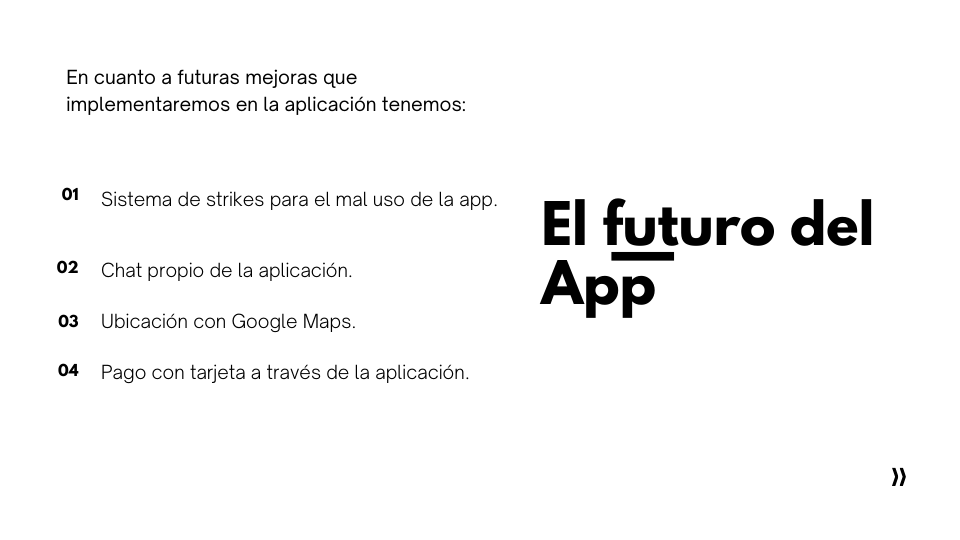 En cuanto a futuras mejoras que
implementaremos en la aplicación tenemos:
01 Sistema de strikes para el mal uso de la app.
02 Chat propio de la aplicación.
03 Ubicación con Google Maps.
04 Pago con tarjeta a través de la aplicación.
El futuro del
App
»